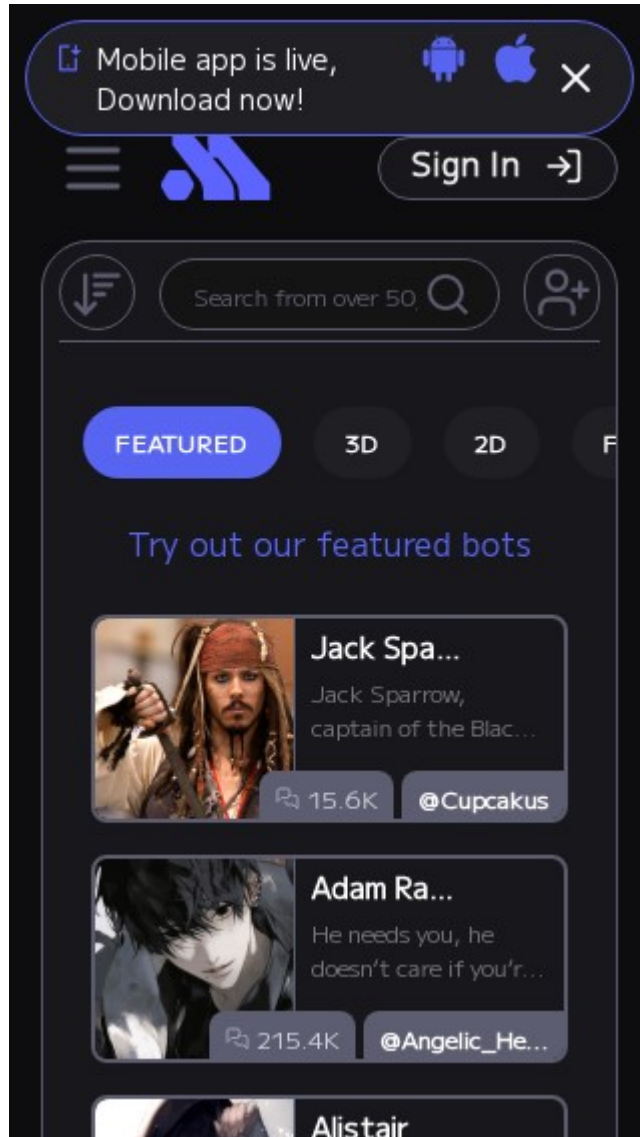 Mobile app is live,
Download now!
Sign In
Search from over 50,
FEATURED
3D
2D
F
Try out our featured bots
Jack Spa...
Jack Sparrow,
captain of the Blac...
15.6K
@Cupcakus
Adam Ra...
He needs you, he
doesn't care if you'r...
215.4K
@Angelic_He...
Alistair